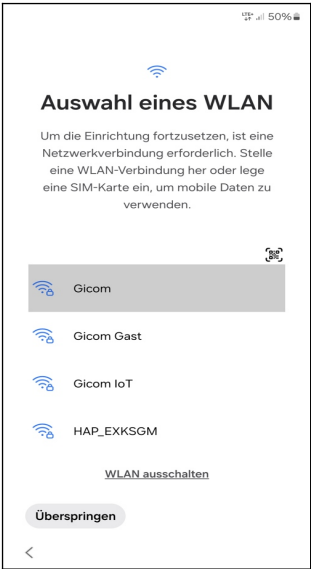 LTE+ 50%
Auswahl eines WLAN
Um die Einrichtung fortzusetzen, ist eine
Netzwerkverbindung erforderlich. Stelle
eine WLAN-Verbindung her oder lege
eine SIM-Karte ein, um mobile Daten zu
verwenden.
Gicom
Gicom Gast
Gicom IoT
HAP_EXKSGM
WLAN ausschalten
Überspringen